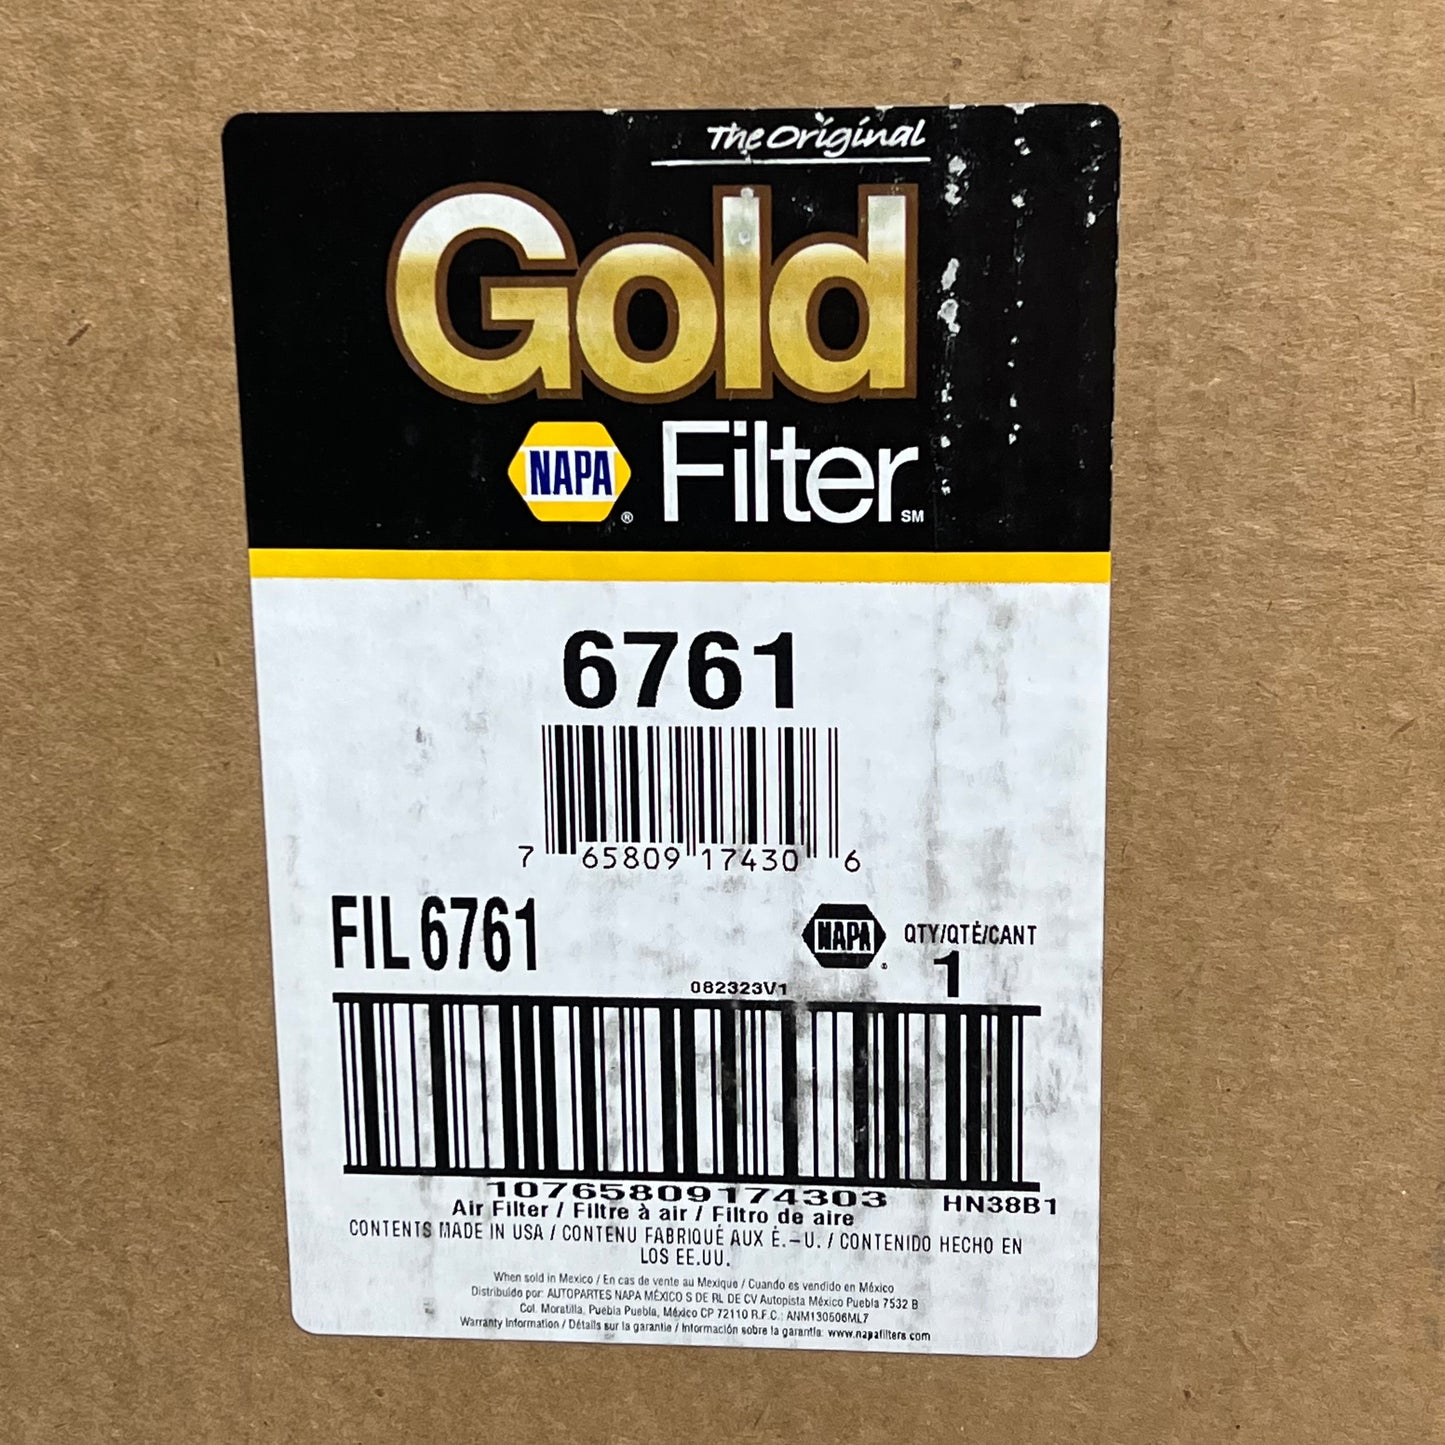 The Original
Gold
NAPA® Filter SM
6761
7 65809 17430 6
FIL 6761
NAPA® QTY/QTÉ/CANT
1
082323V1
10765809174303 HN38B1
Air Filter / Filtre à air / Filtro de aire
CONTENTS MADE IN USA / CONTENU FABRIQUÉ AUX É.-U. / CONTENIDO HECHO EN
LOS EE.UU.
When sold in Mexico / En cas de vente au Mexique / Cuando es vendido en México
Distribuido por: AUTOPARTES NAPA MÉXICO S DE RL DE CV Autopista México Puebla 7532 B
Col. Moratilla, Puebla Puebla, México CP 72110 R.F.C.: ANM130606ML7
Warranty Information / Détails sur la garantie / Información sobre la garantía: www.napafilters.com